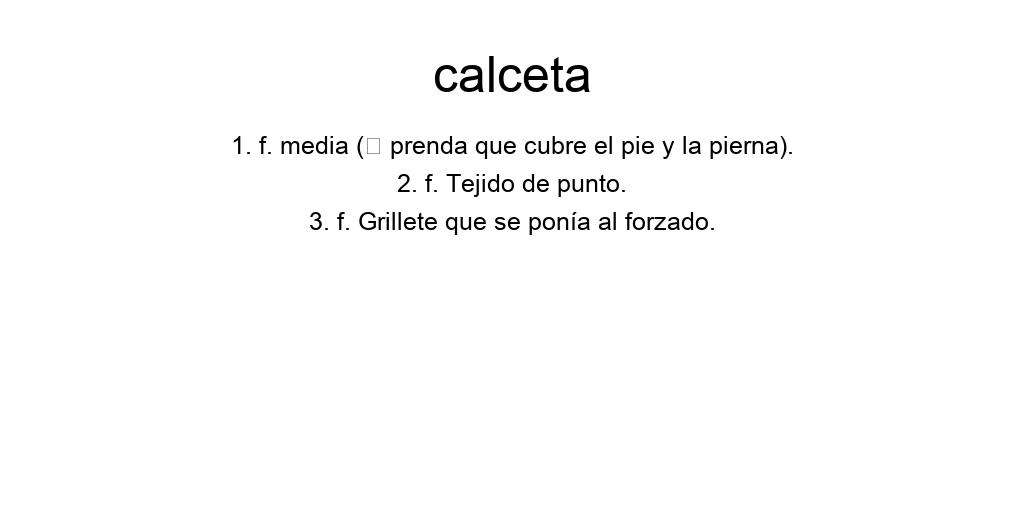 calceta
1. f. media (▯ prenda que cubre el pie y la pierna).
2. f. Tejido de punto.
3. f. Grillete que se ponía al forzado.